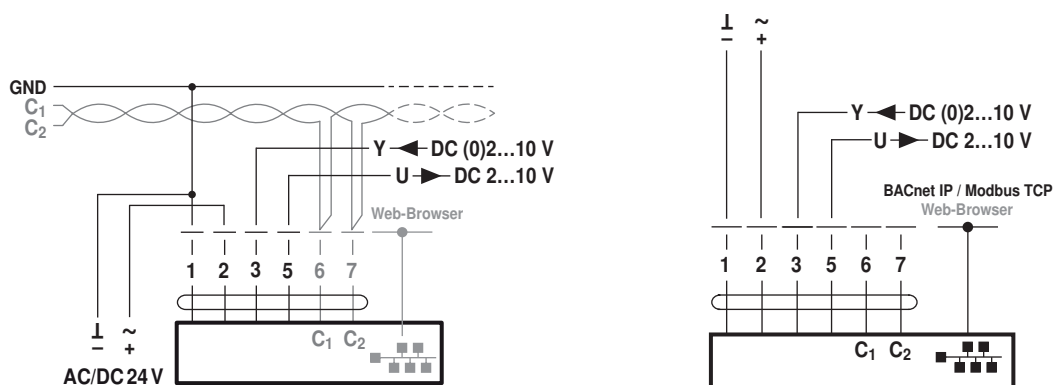 ⊥ ~
− +
GND
C1
C2
Y DC (0)2...10 V
U DC 2...10 V
Web-Browser
1 2 3 5 6 7
C1 C2
⊥ ~
− +
AC/DC 24 V
Y DC (0)2...10 V
U DC 2...10 V
BACnet IP / Modbus TCP
Web-Browser
1 2 3 5 6 7
C1 C2